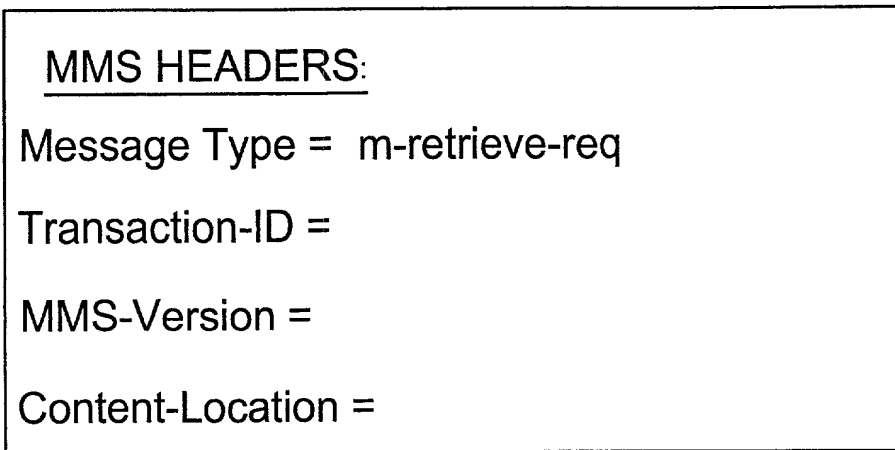 MMS HEADERS:
Message Type = m-retrieve-req
Transaction-ID =
MMS-Version =
Content-Location =